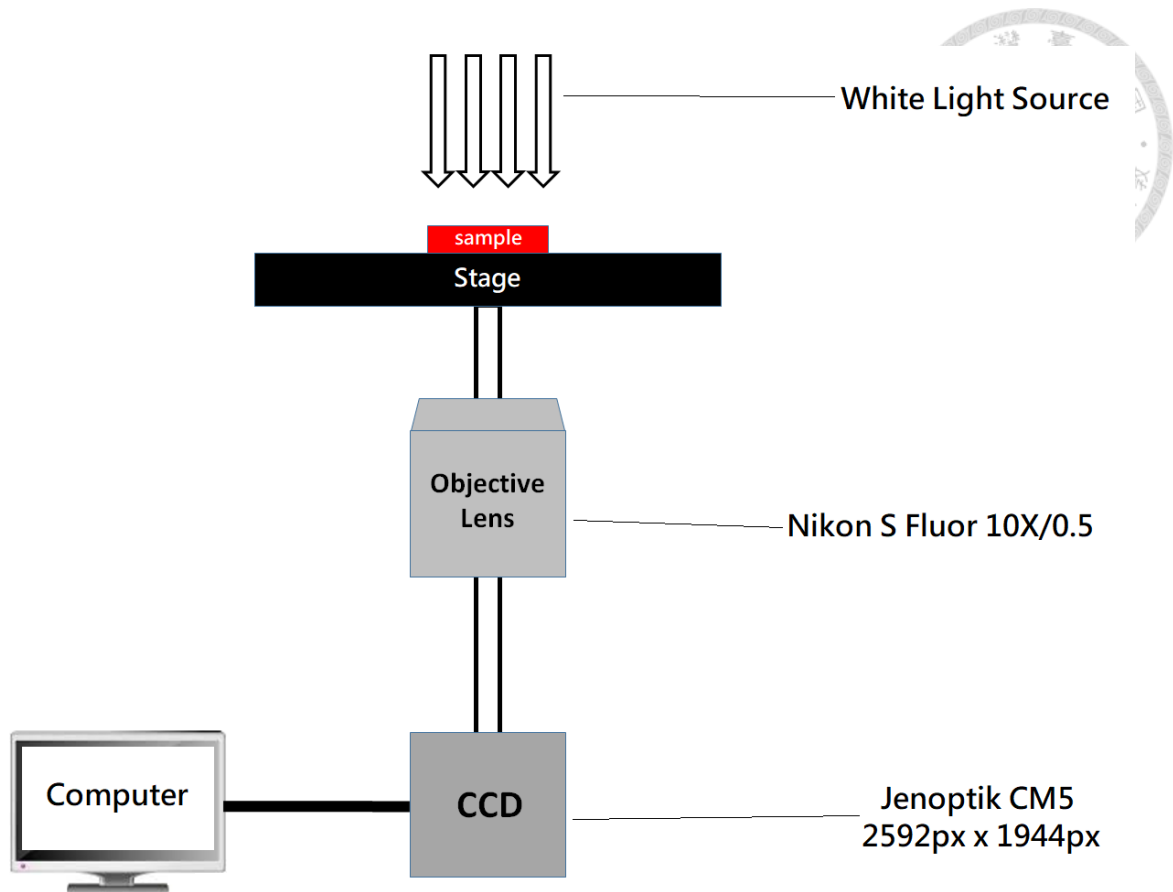 White Light Source
sample
Stage
Objective
Lens
Nikon S Fluor 10X/0.5
Computer
CCD
Jenoptik CM5
2592px x 1944px